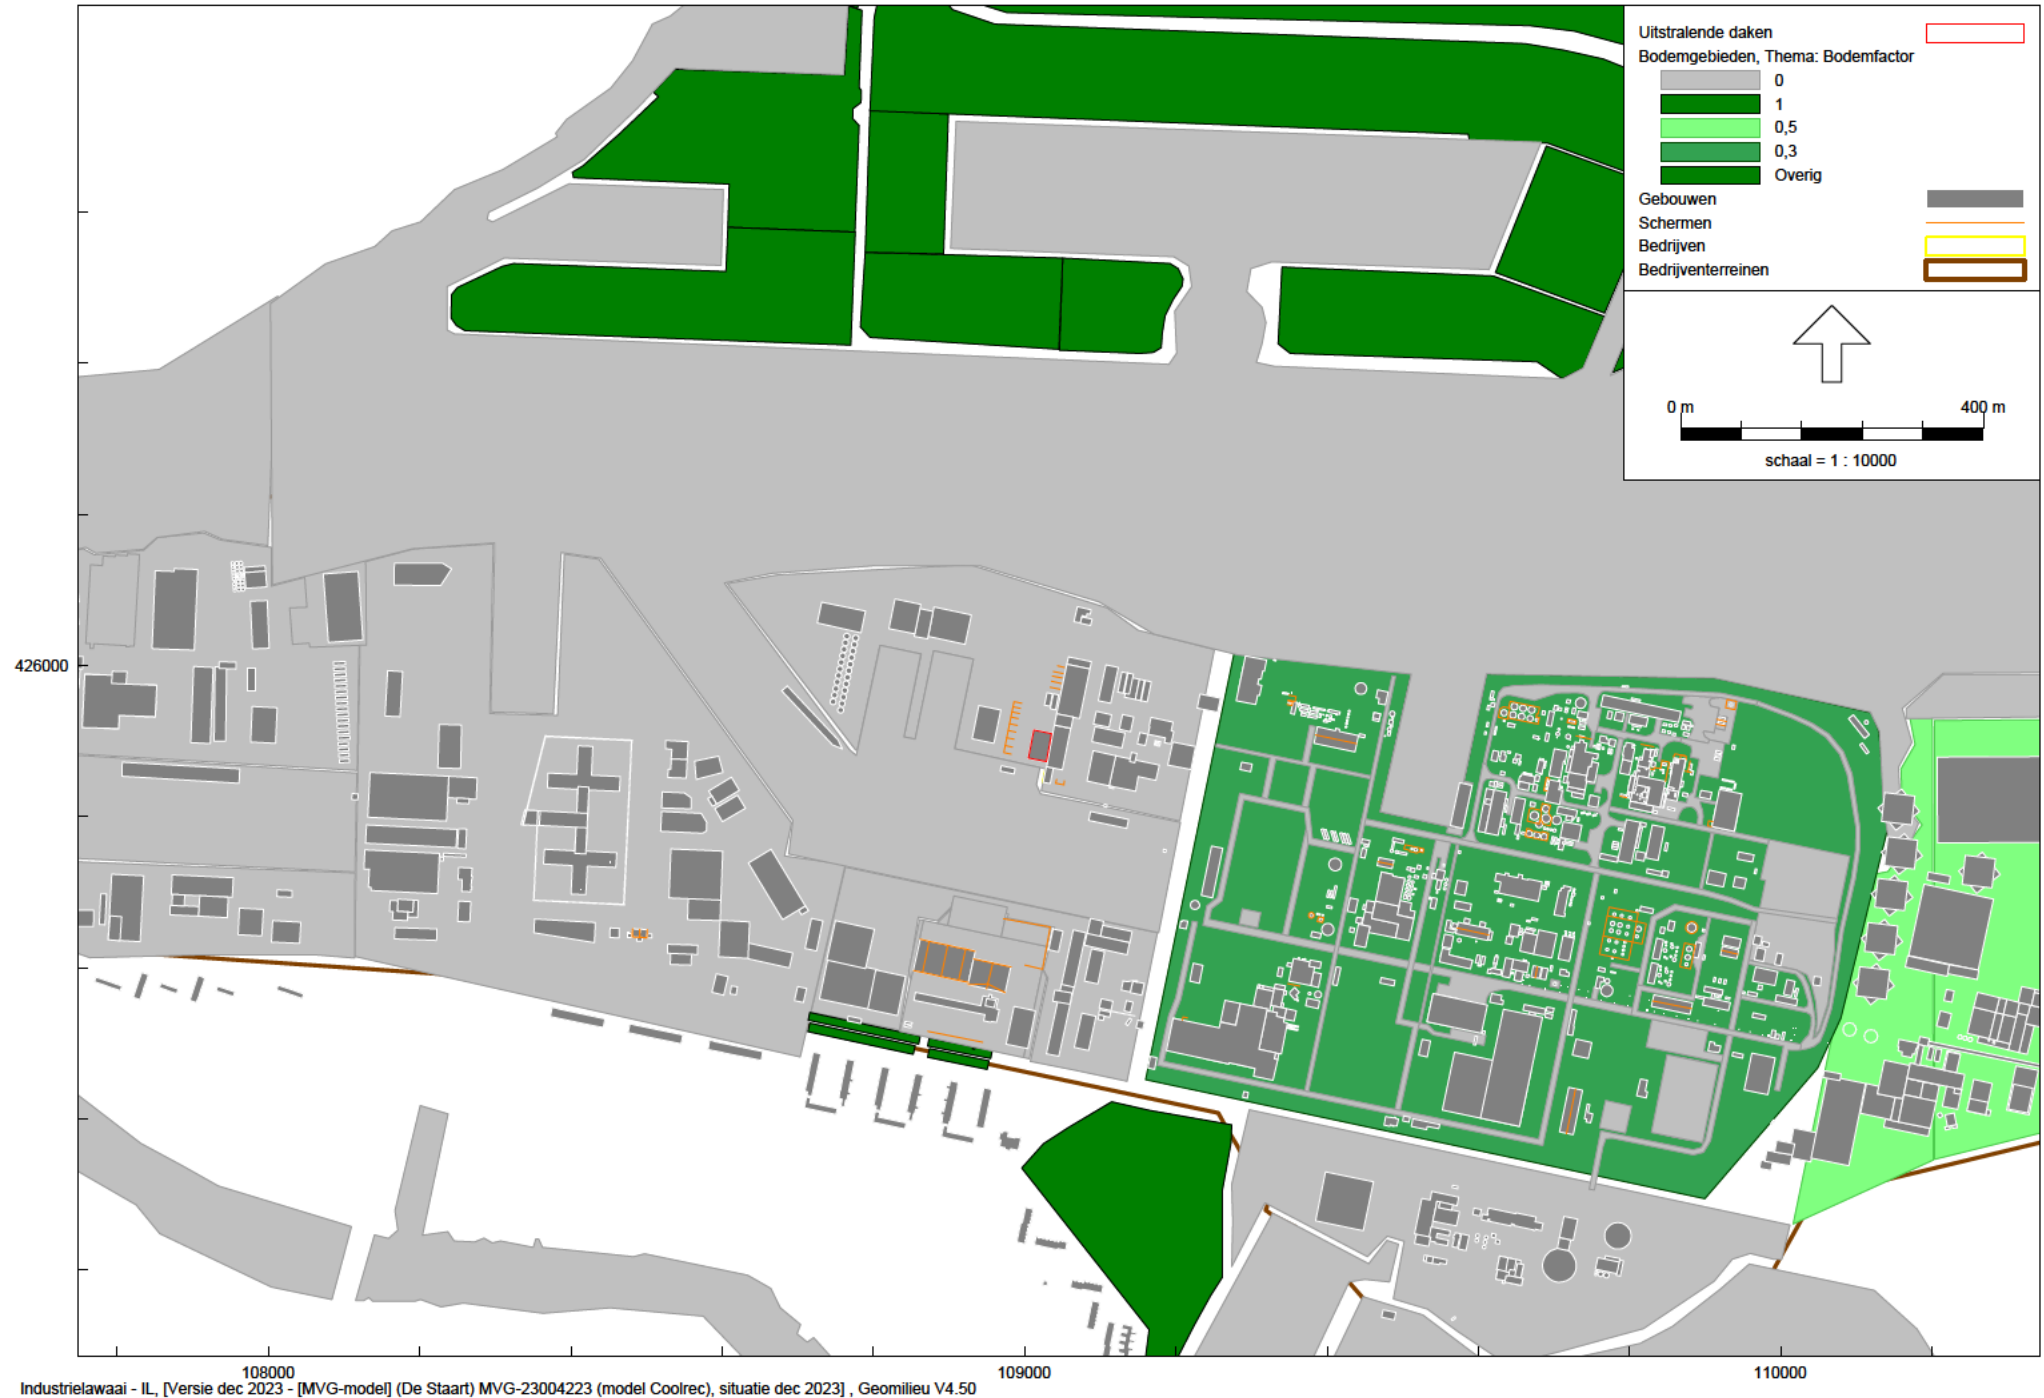 Uitstralende daken
Bodemgebieden, Thema: Bodemfactor
0
1
0,5
0,3
Overig
Gebouwen
Schermen
Bedrijven
Bedrijventerreinen
0 m 400 m
schaal = 1 : 10000
426000
108000 109000 110000
Industrielawaai - IL, [Versie dec 2023 - [MVG-model] (De Staart) MVG-23004223 (model Coolrec), situatie dec 2023] , Geomilieu V4.50